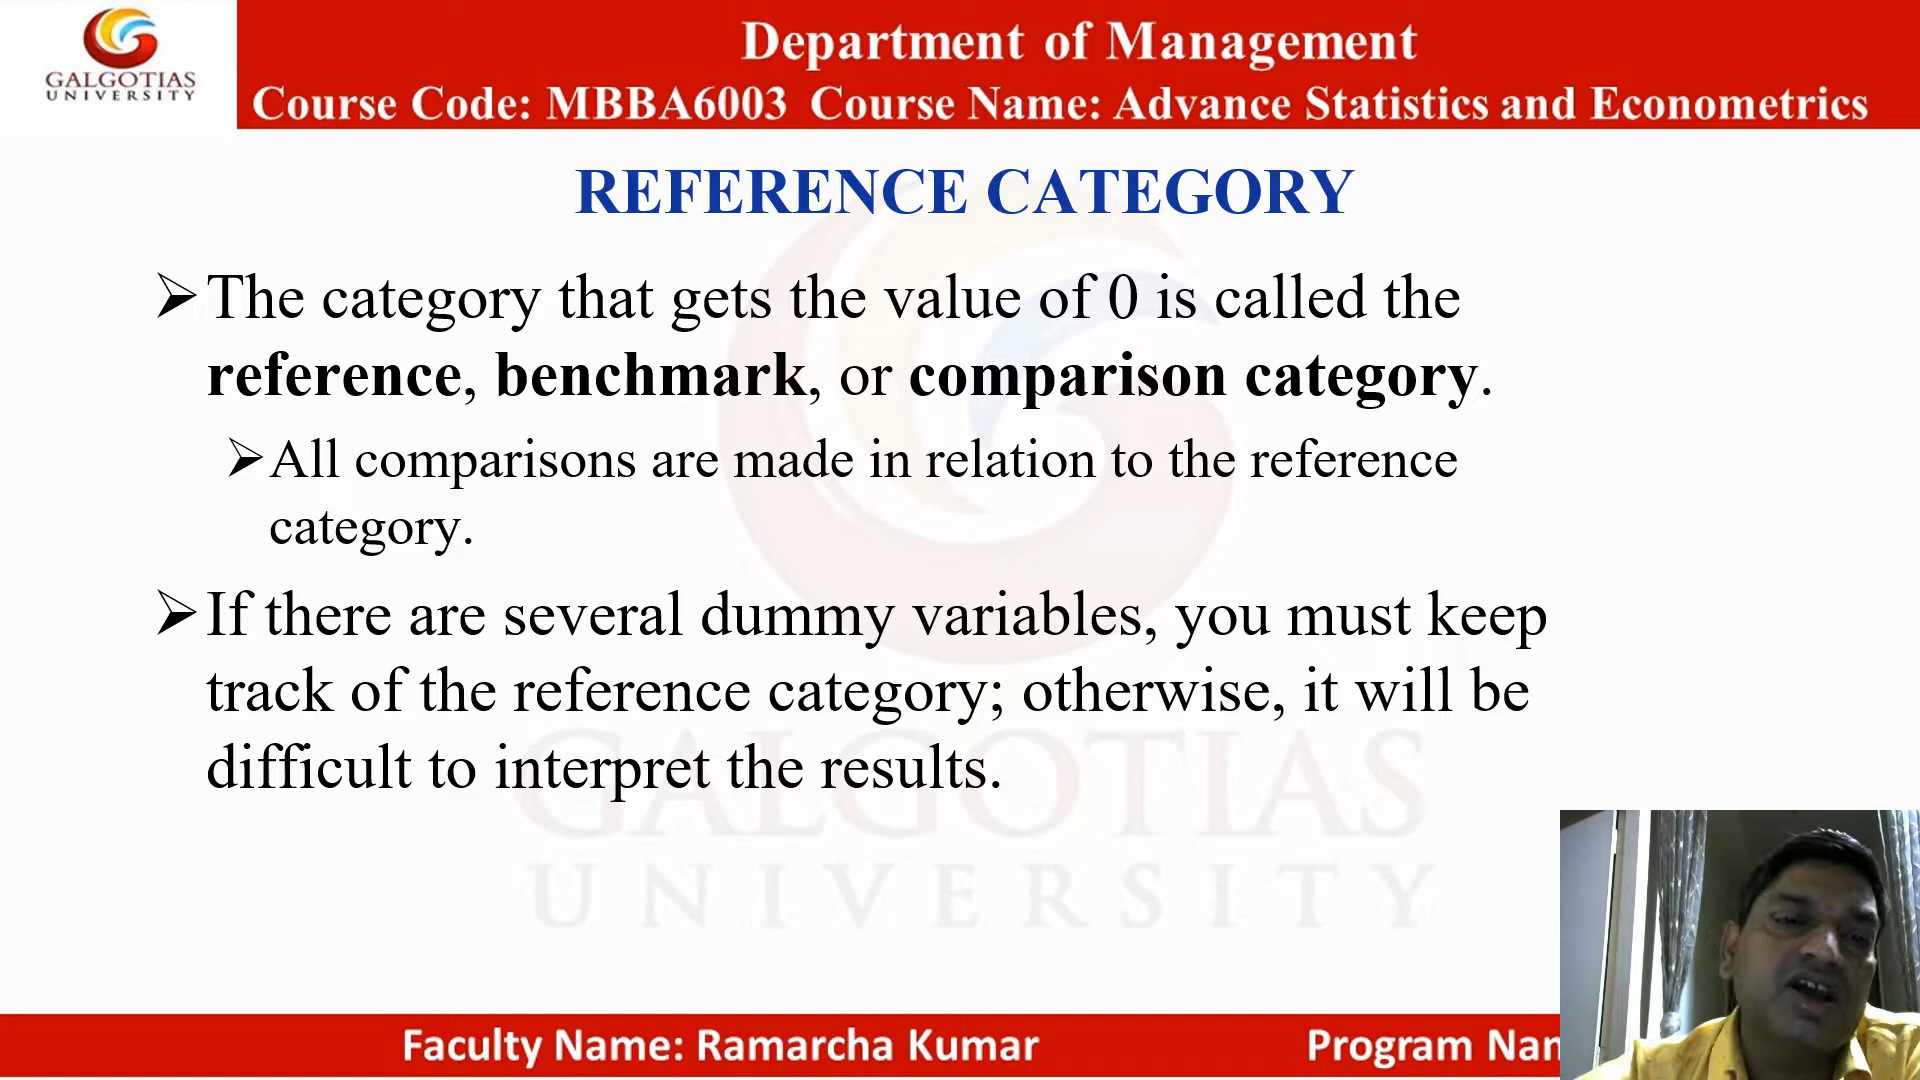 GALGOTIAS
UNIVERSITY
Department of Management
Course Code: MBBA6003 Course Name: Advance Statistics and Econometrics
REFERENCE CATEGORY
➢The category that gets the value of 0 is called the
reference, benchmark, or comparison category.
➢All comparisons are made in relation to the reference
category.
➢If there are several dummy variables, you must keep
track of the reference category; otherwise, it will be
difficult to interpret the results.
GALGOTIAS
UNIVERSITY
Faculty Name: Ramarcha Kumar
Program